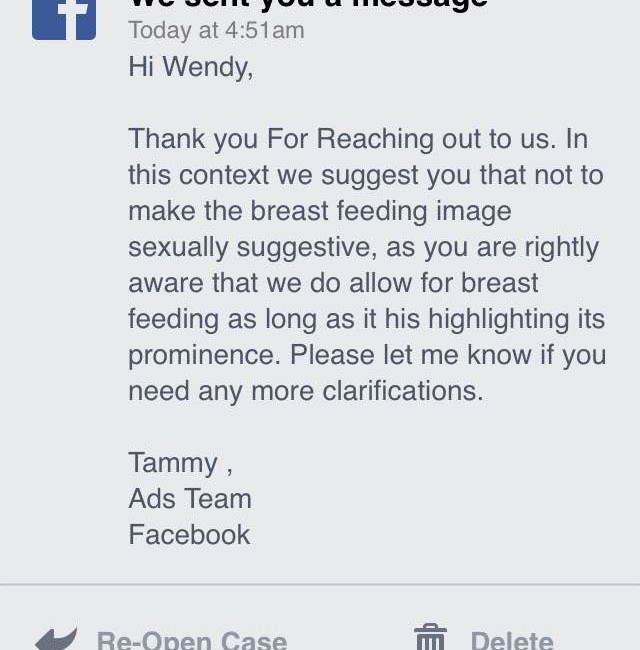 We sent you a message
Today at 4:51am
Hi Wendy,
Thank you For Reaching out to us. In
this context we suggest you that not to
make the breast feeding image
sexually suggestive, as you are rightly
aware that we do allow for breast
feeding as long as it his highlighting its
prominence. Please let me know if you
need any more clarifications.
Tammy ,
Ads Team
Facebook
Re-Open Case
Delete